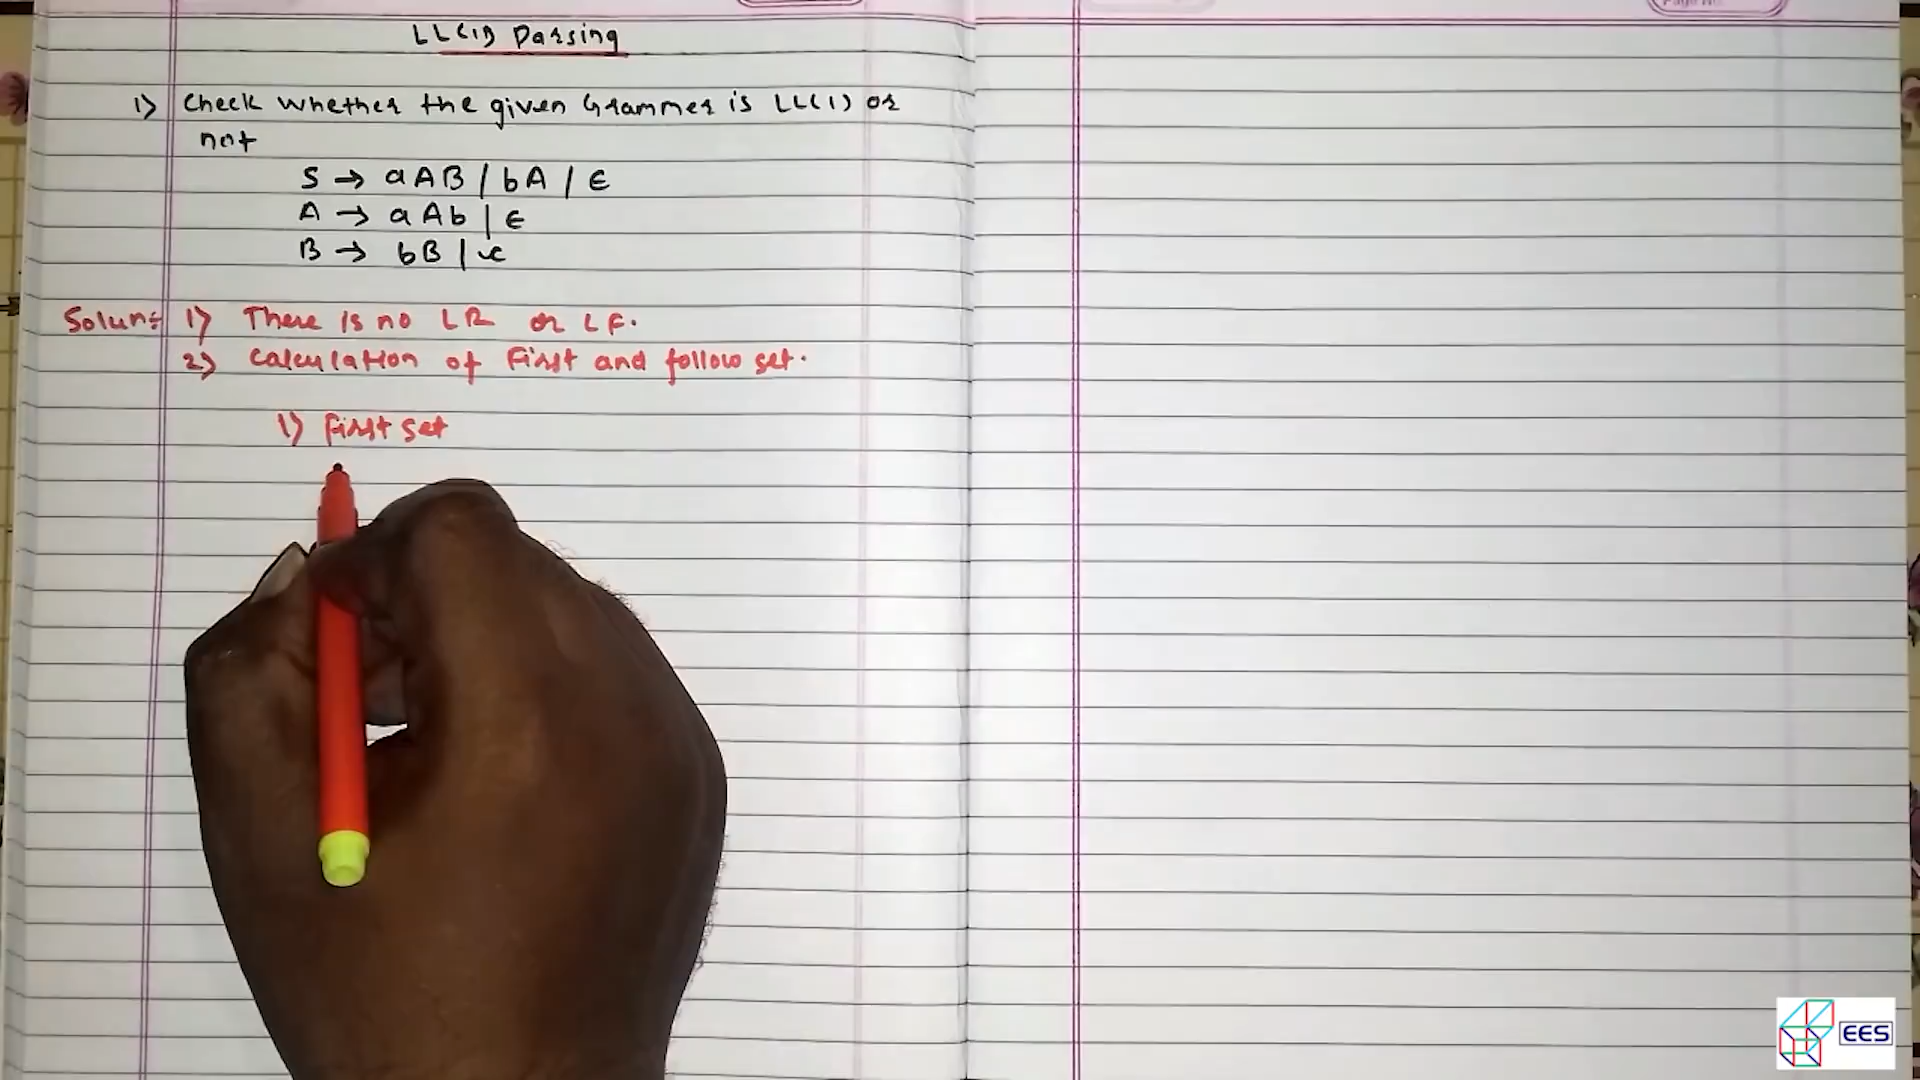 LL(1) Parsing
1) Check whether the given Grammer is LL(1) or
not
S → aAB | bA | ϵ
A → aAb | ϵ
B → bB | c
Solun: 1) There is no LR or LF.
2) Calculation of First and follow set.
1) First set
EES